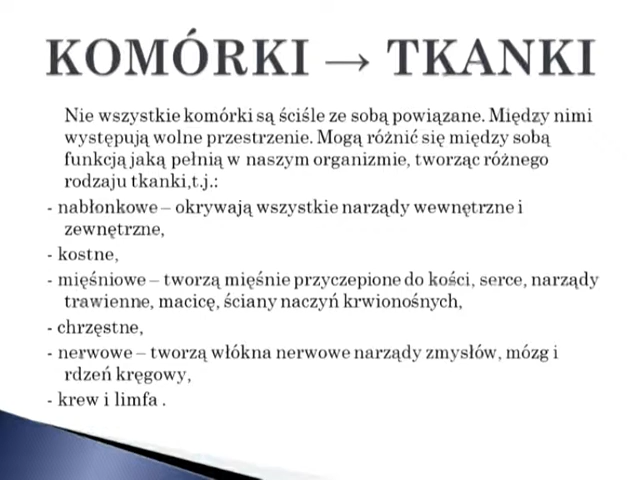 KOMÓRKI → TKANKI
Nie wszystkie komórki są ściśle ze sobą powiązane. Między nimi
występują wolne przestrzenie. Mogą różnić się między sobą
funkcją jaką pełnią w naszym organizmie, tworząc różnego
rodzaju tkanki,t.j.:
- nabłonkowe – okrywają wszystkie narządy wewnętrzne i
zewnętrzne,
- kostne,
- mięśniowe – tworzą mięśnie przyczepione do kości, serce, narządy
trawienne, macicę, ściany naczyń krwionośnych,
- chrzęstne,
- nerwowe – tworzą włókna nerwowe narządy zmysłów, mózg i
rdzeń kręgowy,
- krew i limfa .